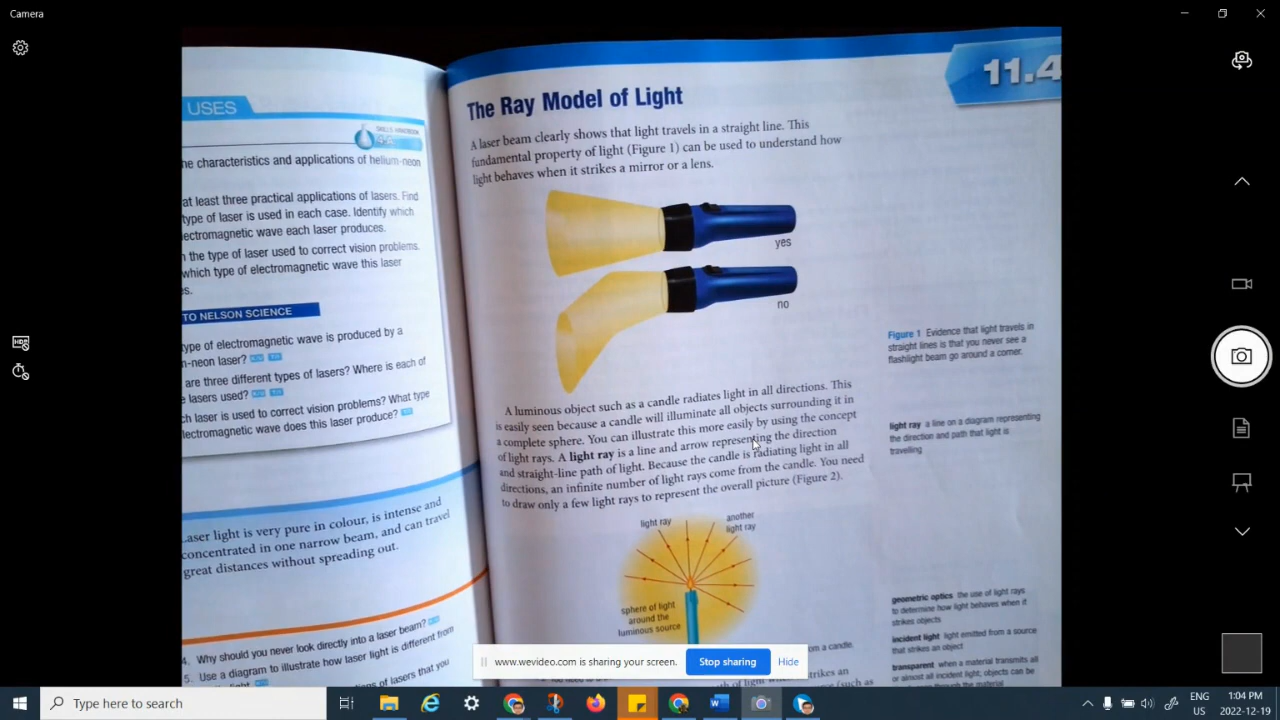 Camera
USES
SKILLS HANDBOOK
he characteristics and applications of helium-neon
at least three practical applications of lasers. Find
type of laser is used in each case. Identify which
ectromagnetic wave each laser produces.
n the type of laser used to correct vision problems.
which type of electromagnetic wave this laser
s.
TO NELSON SCIENCE
type of electromagnetic wave is produced by a
n-neon laser?
are three different types of lasers? Where is each of
e lasers used?
ch laser is used to correct vision problems? What type
lectromagnetic wave does this laser produce?
Laser light is very pure in colour, is intense and
concentrated in one narrow beam, and can travel
great distances without spreading out.
4. Why should you never look directly into a laser beam?
5. Use a diagram to illustrate how laser light is different from
11.4
The Ray Model of Light
A laser beam clearly shows that light travels in a straight line. This
fundamental property of light (Figure 1) can be used to understand how
light behaves when it strikes a mirror or a lens.
yes
no
Figure 1 Evidence that light travels in
straight lines is that you never see a
flashlight beam go around a corner.
A luminous object such as a candle radiates light in all directions. This
is easily seen because a candle will illuminate all objects surrounding it in
a complete sphere. You can illustrate this more easily by using the concept
of light rays. A light ray is a line and arrow representing the direction
and straight-line path of light. Because the candle is radiating light in all
directions, an infinite number of light rays come from the candle. You need
to draw only a few light rays to represent the overall picture (Figure 2).
light ray a line on a diagram representing
the direction and path that light is
travelling
light ray
another
light ray
sphere of light
around the
luminous source
om a candle.
geometric optics the use of light rays
to determine how light behaves when it
strikes objects
incident light light emitted from a source
that strikes an object
transparent when a material transmits all
or almost all incident light; objects can be
www.wevideo.com is sharing your screen.
Stop sharing
Hide
Type here to search
ENG
US
1:04 PM
2022-12-19